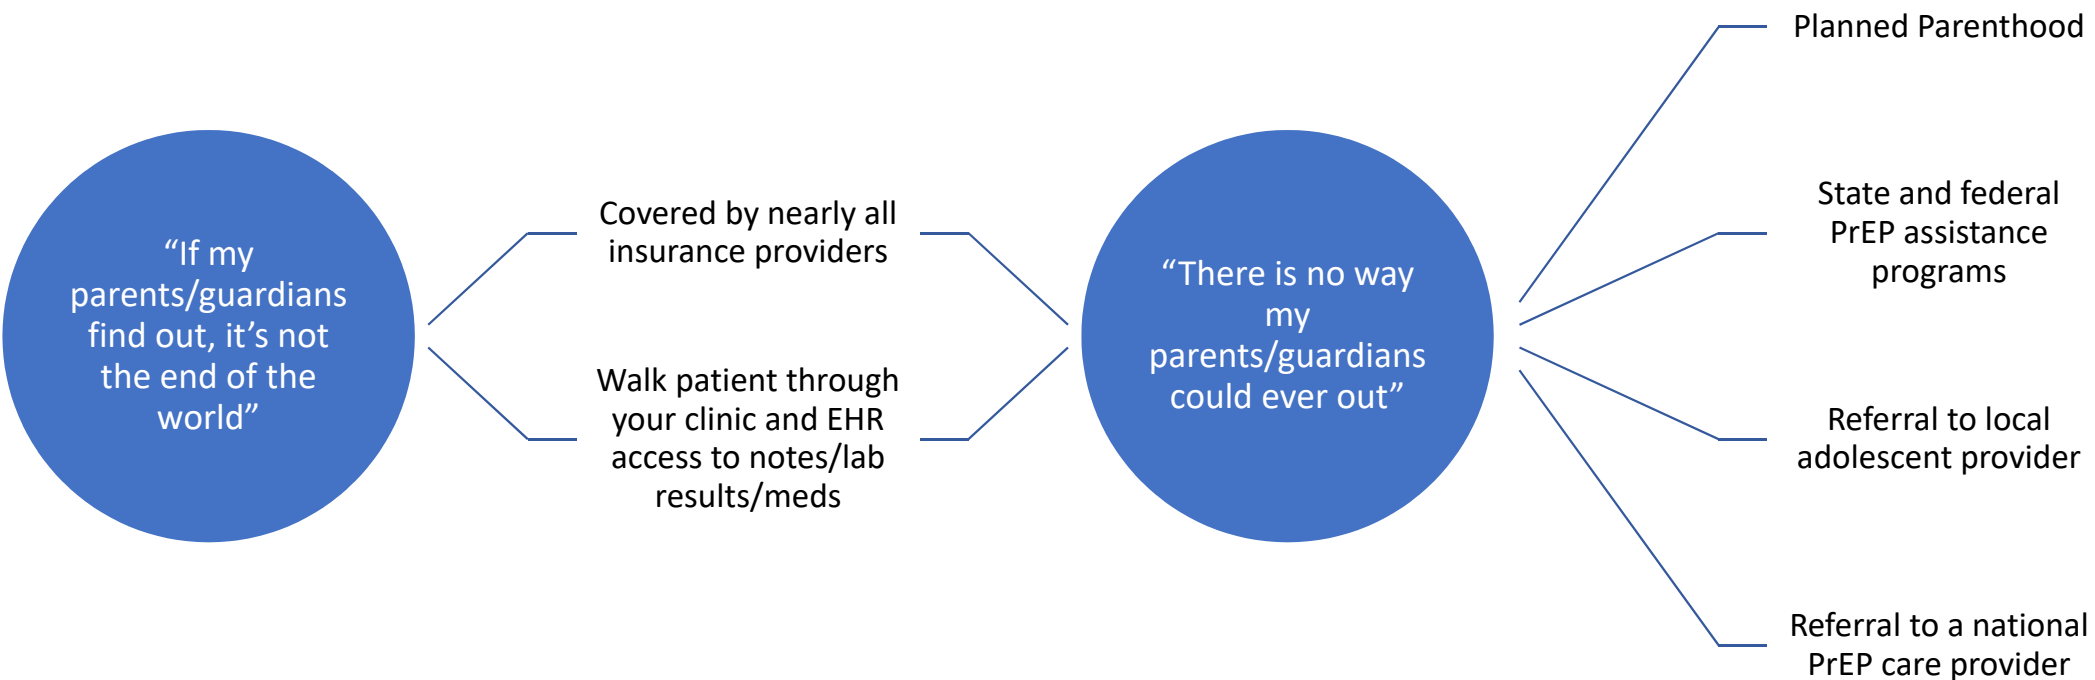 “If my
parents/guardians
find out, it’s not
the end of the
world”
Covered by nearly all
insurance providers
Walk patient through
your clinic and EHR
access to notes/lab
results/meds
“There is no way
my
parents/guardians
could ever out”
Planned Parenthood
State and federal
PrEP assistance
programs
Referral to local
adolescent provider
Referral to a national
PrEP care provider